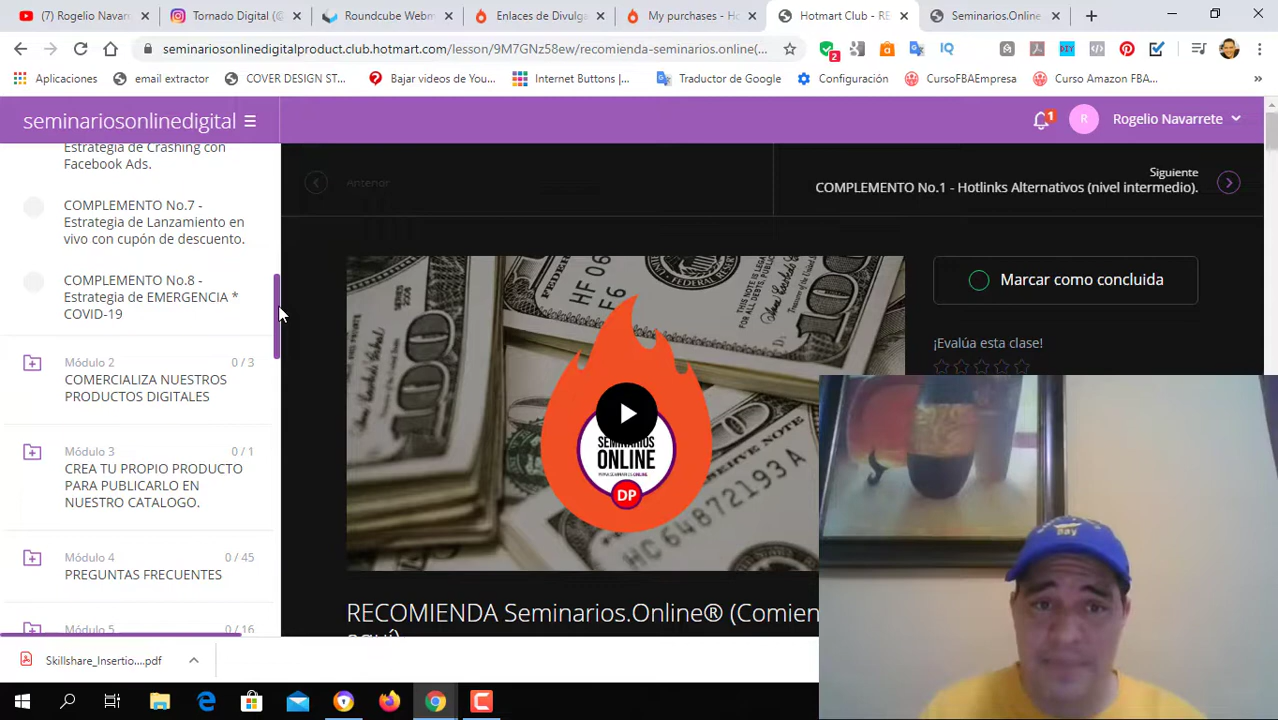 (7) Rogelio Navarr
Tornado Digital (@
Roundcube Webm
Enlaces de Divulga
My purchases - Ho
Hotmart Club - RE
Seminarios.Online
seminariosonlinedigitalproduct.club.hotmart.com/lesson/9M7GNz58ew/recomienda-seminarios.online(...
2
IQ
DIY
Aplicaciones
email extractor
COVER DESIGN ST...
Bajar videos de You...
Internet Buttons |...
Traductor de Google
Configuración
CursoFBAEmpresa
Curso Amazon FBA...
seminariosonlinedigital
1
R
Rogelio Navarrete
Estrategia de Crashing con
Facebook Ads.
COMPLEMENTO No.7 -
Estrategia de Lanzamiento en
vivo con cupón de descuento.
COMPLEMENTO No.8 -
Estrategia de EMERGENCIA *
COVID-19
Módulo 2 0 / 3
COMERCIALIZA NUESTROS
PRODUCTOS DIGITALES
Módulo 3 0 / 1
CREA TU PROPIO PRODUCTO
PARA PUBLICARLO EN
NUESTRO CATALOGO.
Módulo 4 0 / 45
PREGUNTAS FRECUENTES
Módulo 5 0 / 16
Anterior
Siguiente
COMPLEMENTO No.1 - Hotlinks Alternativos (nivel intermedio).
SEMINARIOS
ONLINE
DP
Marcar como concluida
¡Evalúa esta clase!
RECOMIENDA Seminarios.Online® (Comien
aquí)
Skillshare_Insertio....pdf